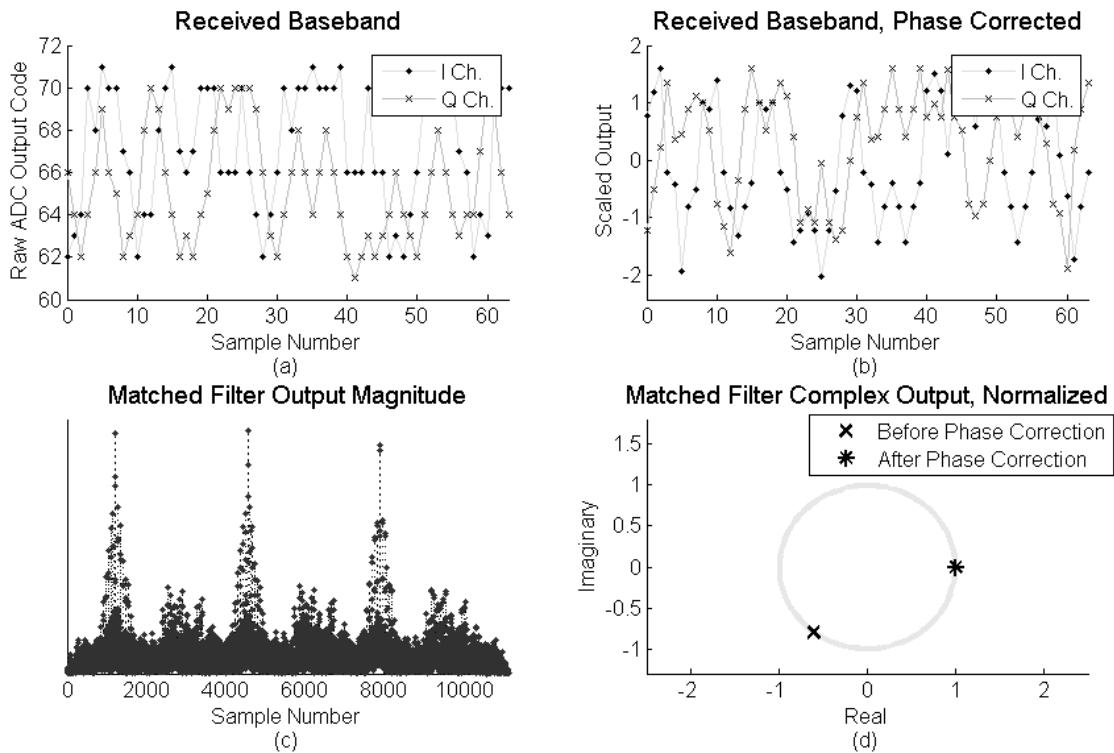 Received Baseband
72
70
68
66
64
62
60
Raw ADC Output Code
I Ch.
Q Ch.
0 10 20 30 40 50 60
Sample Number
(a)
Received Baseband, Phase Corrected
2
1
0
-1
-2
Scaled Output
I Ch.
Q Ch.
0 10 20 30 40 50 60
Sample Number
(b)
Matched Filter Output Magnitude
0 2000 4000 6000 8000 10000
Sample Number
(c)
Matched Filter Complex Output, Normalized
Before Phase Correction
After Phase Correction
1.5
1
0.5
0
-0.5
-1
Imaginary
-2 -1 0 1 2
Real
(d)